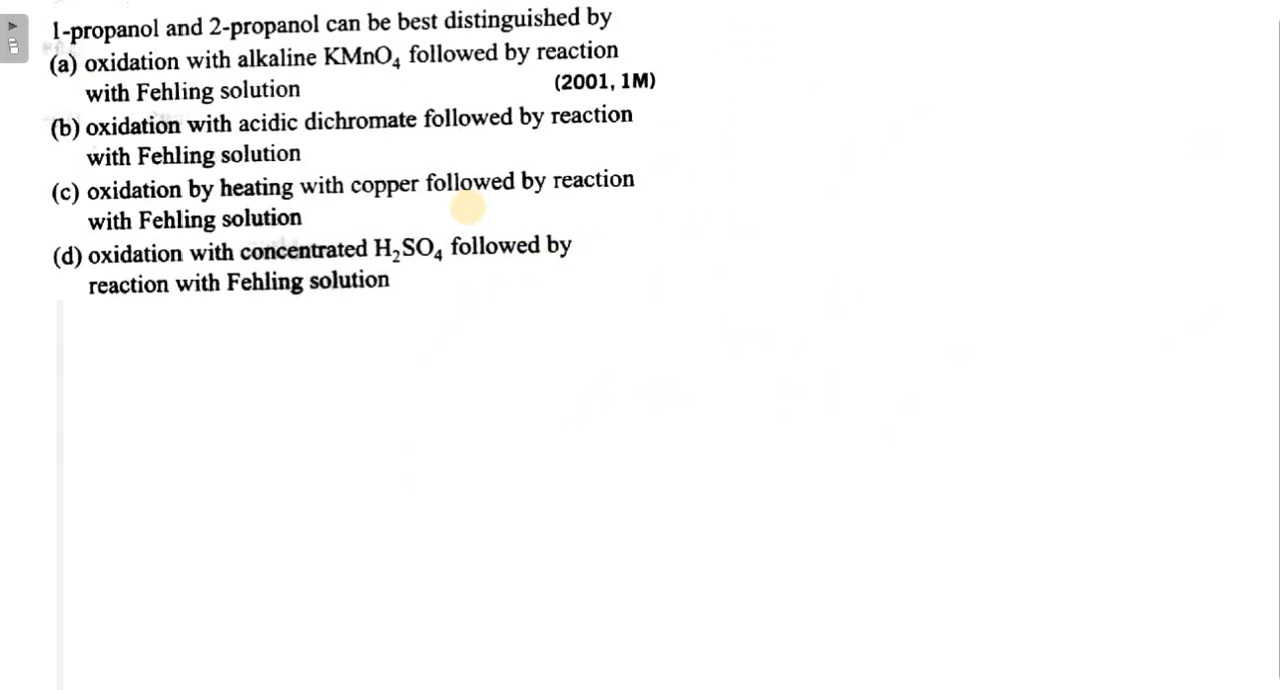 1-propanol and 2-propanol can be best distinguished by
(a) oxidation with alkaline KMnO₄ followed by reaction
with Fehling solution (2001, 1M)
(b) oxidation with acidic dichromate followed by reaction
with Fehling solution
(c) oxidation by heating with copper followed by reaction
with Fehling solution
(d) oxidation with concentrated H₂SO₄ followed by
reaction with Fehling solution